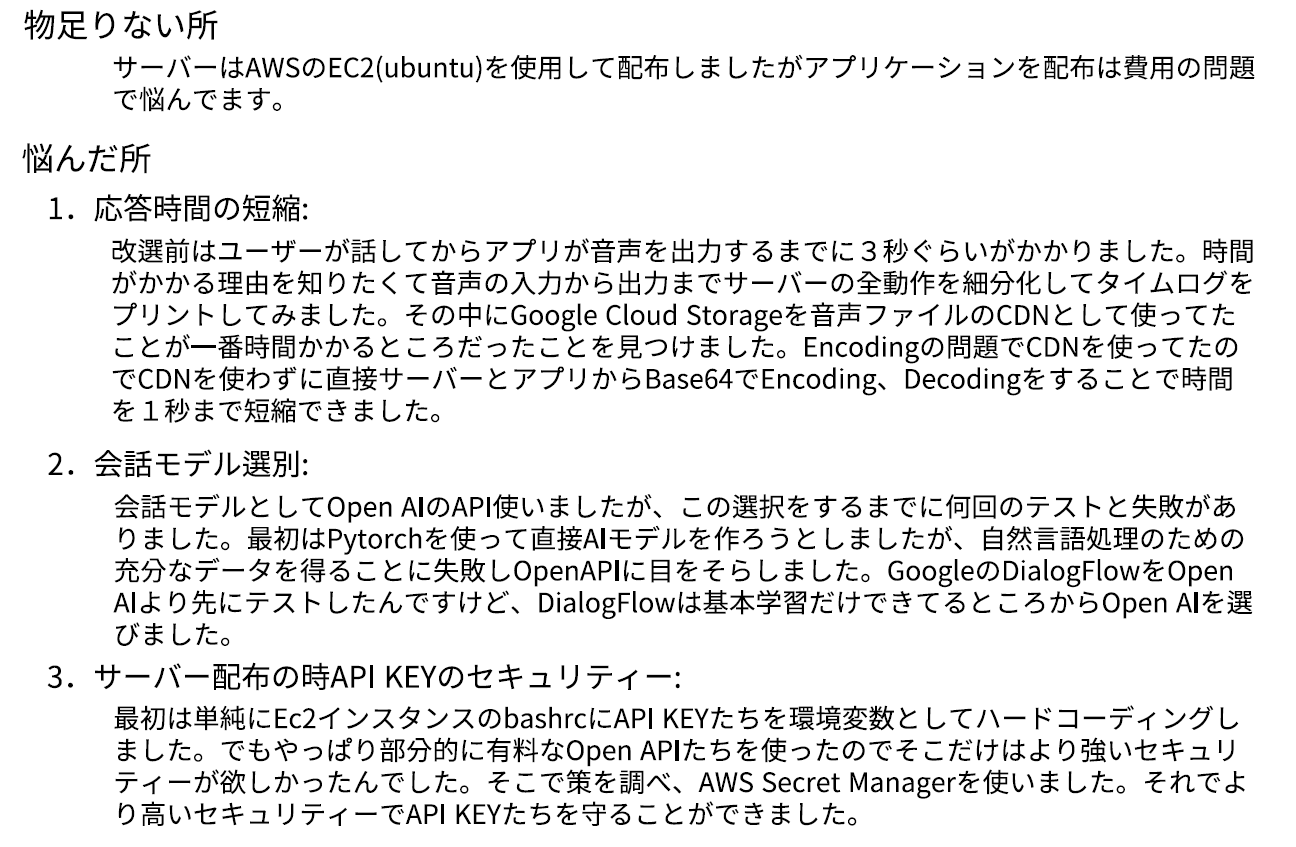 物足りない所
サーバーはAWSのEC2(ubuntu)を使用して配布しましたがアプリケーションを配布は費用の問題
で悩んでます。
悩んだ所
1. 応答時間の短縮:
改選前はユーザーが話してからアプリが音声を出力するまでに３秒ぐらいがかかりました。時間
がかかる理由を知りたくて音声の入力から出力までサーバーの全動作を細分化してタイムログを
プリントしてみました。その中にGoogle Cloud Storageを音声ファイルのCDNとして使ってた
ことが一番時間かかるところだったことを見つけました。Encodingの問題でCDNを使ってたの
でCDNを使わずに直接サーバーとアプリからBase64でEncoding、Decodingをすることで時間
を１秒まで短縮できました。
2. 会話モデル選別:
会話モデルとしてOpen AIのAPI使いましたが、この選択をするまでに何回のテストと失敗があ
りました。最初はPytorchを使って直接AIモデルを作ろうとしましたが、自然言語処理のための
充分なデータを得ることに失敗しOpenAPIに目をそらしました。GoogleのDialogFlowをOpen
AIより先にテストしたんですけど、DialogFlowは基本学習だけできてるところからOpen AIを選
びました。
3. サーバー配布の時API KEYのセキュリティー:
最初は単純にEc2インスタンスのbashrcにAPI KEYたちを環境変数としてハードコーディングし
ました。でもやっぱり部分的に有料なOpen APIたちを使ったのでそこだけはより強いセキュリ
ティーが欲しかったんでした。そこで策を調べ、AWS Secret Managerを使いました。それでよ
り高いセキュリティーでAPI KEYたちを守ることができました。